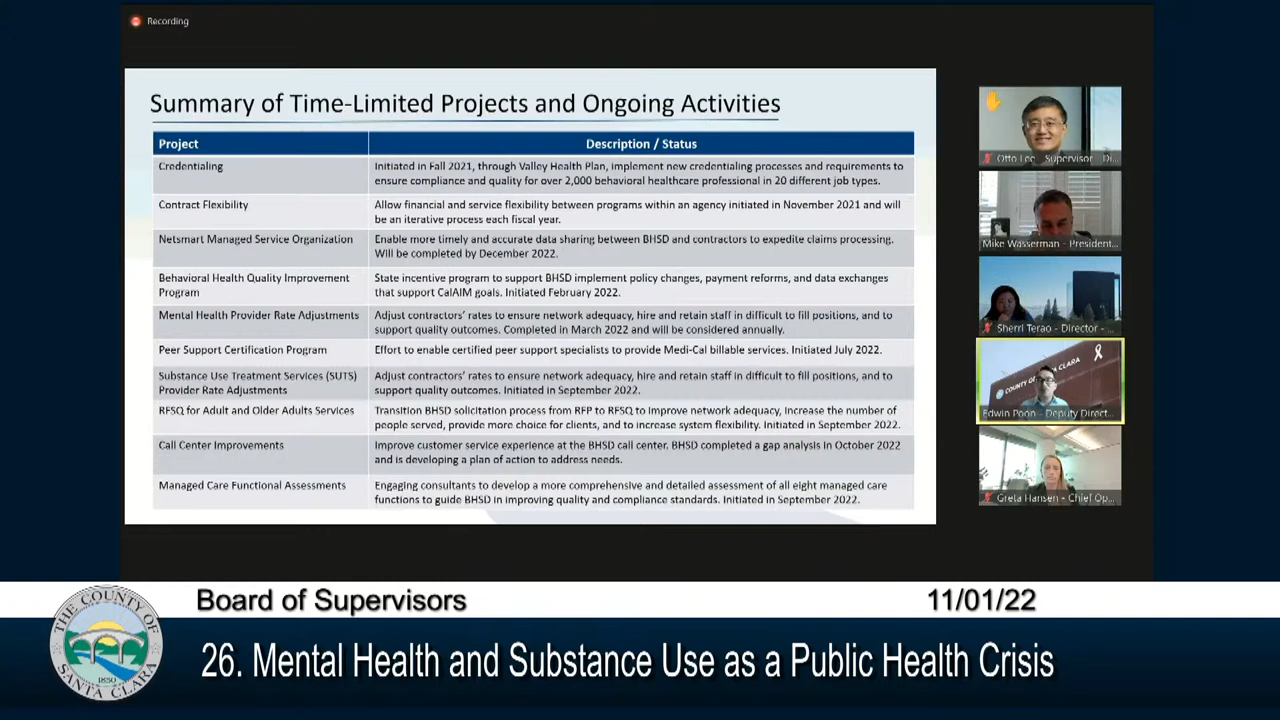 Recording
Summary of Time-Limited Projects and Ongoing Activities
Project
Description / Status
Credentialing
Initiated in Fall 2021, through Valley Health Plan, implement new credentialing processes and requirements to
ensure compliance and quality for over 2,000 behavioral healthcare professional in 20 different job types.
Contract Flexibility
Allow financial and service flexibility between programs within an agency initiated in November 2021 and will
be an iterative process each fiscal year.
Netsmart Managed Service Organization
Enable more timely and accurate data sharing between BHSD and contractors to expedite claims processing.
Will be completed by December 2022.
Behavioral Health Quality Improvement
Program
State incentive program to support BHSD implement policy changes, payment reforms, and data exchanges
that support CalAIM goals. Initiated February 2022.
Mental Health Provider Rate Adjustments
Adjust contractors' rates to ensure network adequacy, hire and retain staff in difficult to fill positions, and to
support quality outcomes. Completed in March 2022 and will be considered annually.
Peer Support Certification Program
Effort to enable certified peer support specialists to provide Medi-Cal billable services. Initiated July 2022.
Substance Use Treatment Services (SUTS)
Provider Rate Adjustments
Adjust contractors' rates to ensure network adequacy, hire and retain staff in difficult to fill positions, and to
support quality outcomes. Initiated in September 2022.
RFSQ for Adult and Older Adults Services
Transition BHSD solicitation process from RFP to RFSQ to improve network adequacy, increase the number of
people served, provide more choice for clients, and to increase system flexibility. Initiated in September 2022.
Call Center Improvements
Improve customer service experience at the BHSD call center. BHSD completed a gap analysis in October 2022
and is developing a plan of action to address needs.
Managed Care Functional Assessments
Engaging consultants to develop a more comprehensive and detailed assessment of all eight managed care
functions to guide BHSD in improving quality and compliance standards. Initiated in September 2022.
Otto Lee - Supervisor - Di...
Mike Wasserman - President...
Sherri Terao - Director - ...
COUNTY OF CLARA
Edwin Poon - Deputy Direct...
Greta Hansen - Chief Op...
Board of Supervisors
11/01/22
26. Mental Health and Substance Use as a Public Health Crisis
THE COUNTY OF
SANTA CLARA
1850